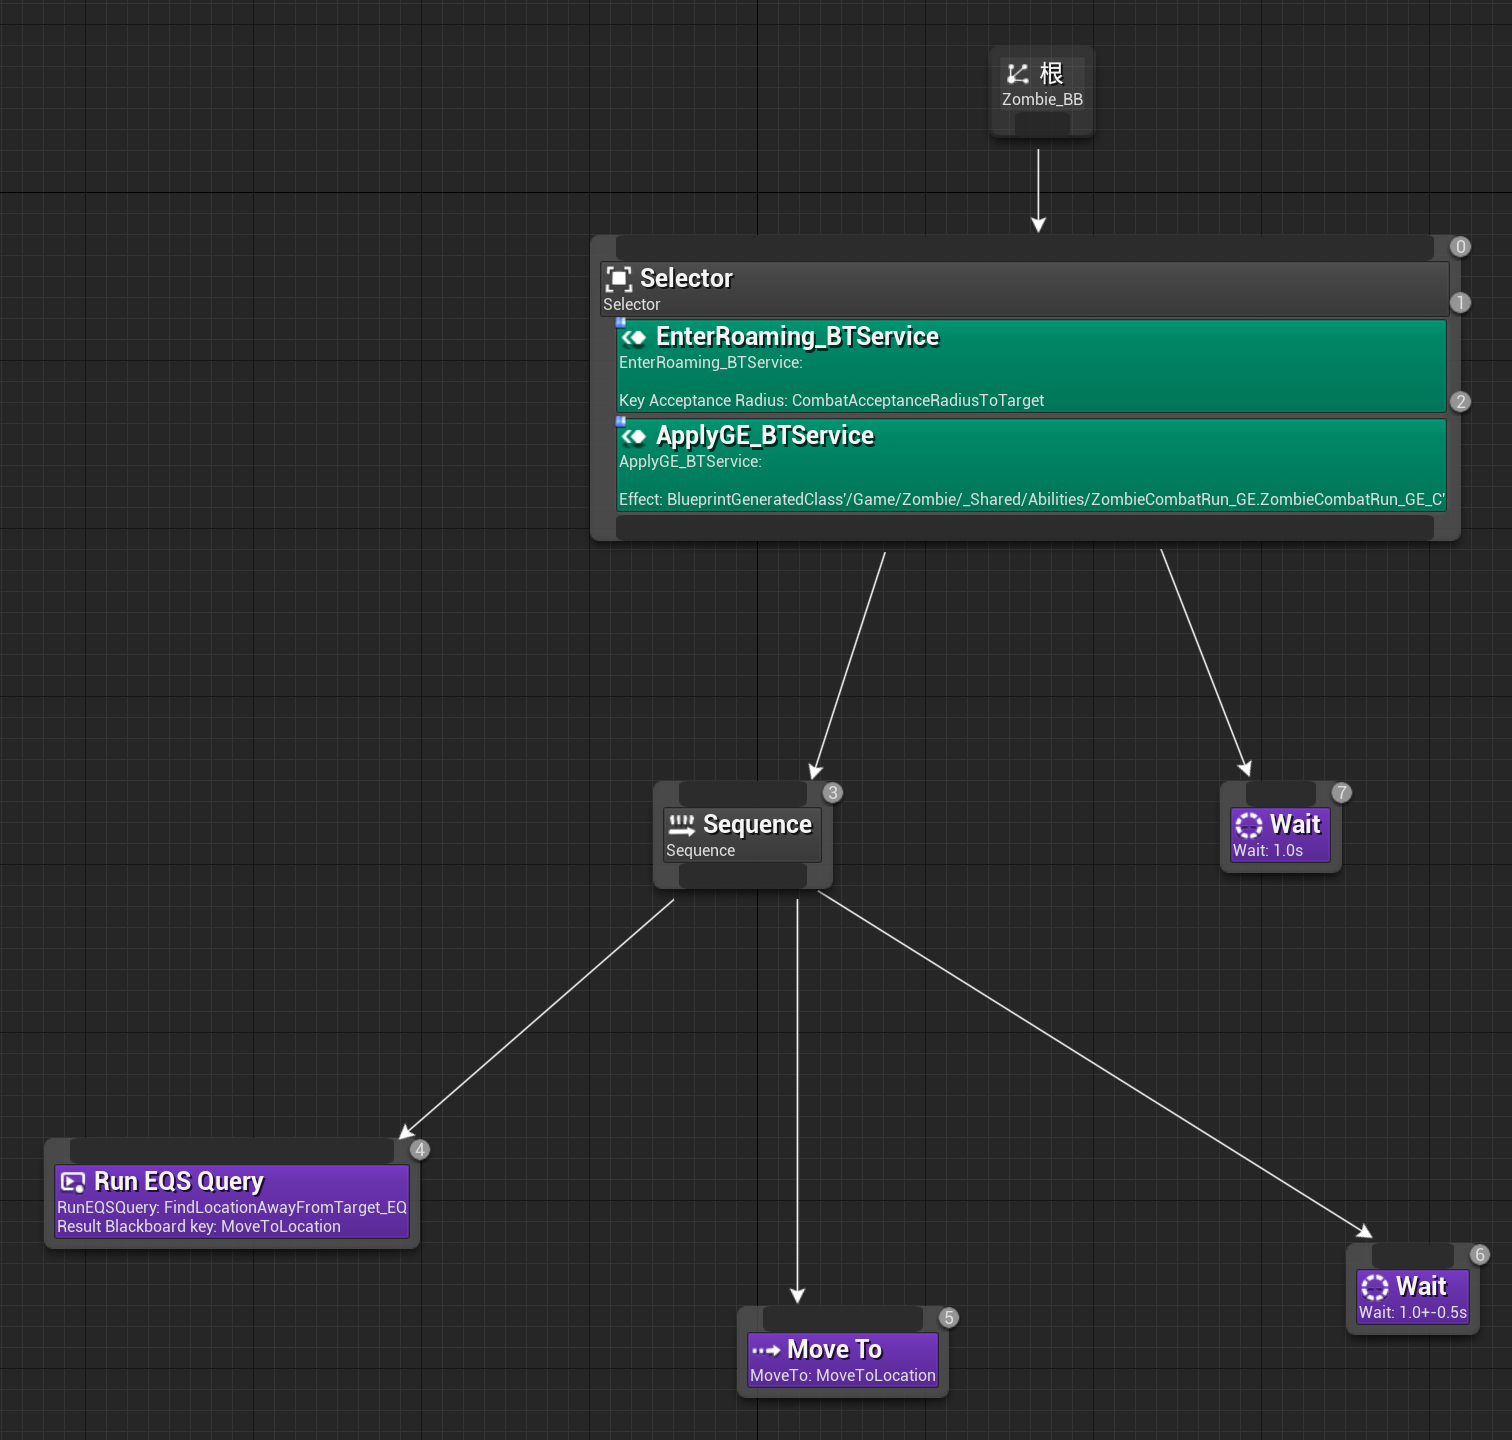 根
Zombie_BB
0
Selector
Selector
1
EnterRoaming_BTService
EnterRoaming_BTService:
Key Acceptance Radius: CombatAcceptanceRadiusToTarget
2
ApplyGE_BTService
ApplyGE_BTService:
Effect: BlueprintGeneratedClass'/Game/Zombie/_Shared/Abilities/ZombieCombatRun_GE.ZombieCombatRun_GE_C'
3
Sequence
Sequence
7
Wait
Wait: 1.0s
4
Run EQS Query
RunEQSQuery: FindLocationAwayFromTarget_EQ
Result Blackboard key: MoveToLocation
5
Move To
MoveTo: MoveToLocation
6
Wait
Wait: 1.0+-0.5s